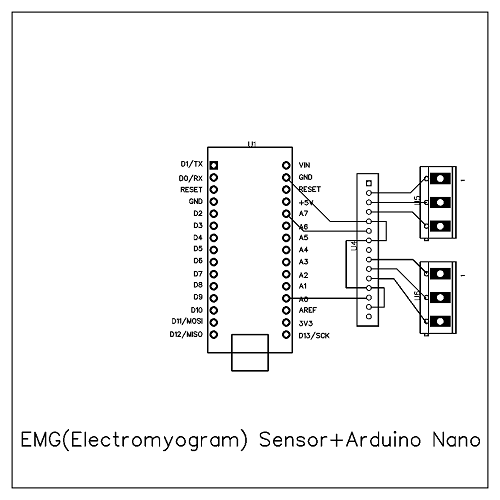 U1
D1/TX VIN
D0/RX GND
RESET RESET
GND +5V
D2 A7
D3 A6
D4 A5
D5 A4
D6 A3
D7 A2
D8 A1
D9 A0
D10 AREF
D11/MOSI 3V3
D12/MISO D13/SCK
U4
U5
-
U6
-
EMG(Electromyogram) Sensor+Arduino Nano